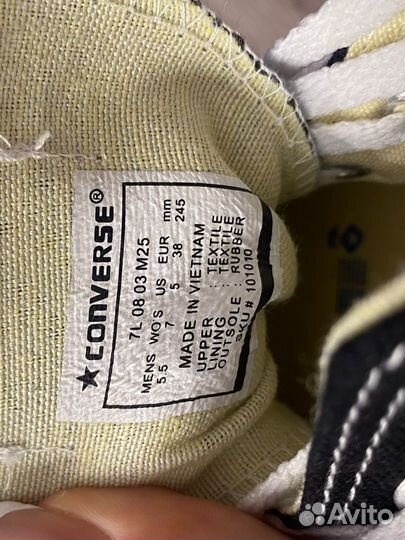 ★ CONVERSE®
7L 08 03 M25
MENS WO'S US EUR mm
5.5 7 5 38 245
MADE IN VIETNAM
UPPER : TEXTILE
LINING : TEXTILE
OUTSOLE : RUBBER
SKU # 101010
Avito